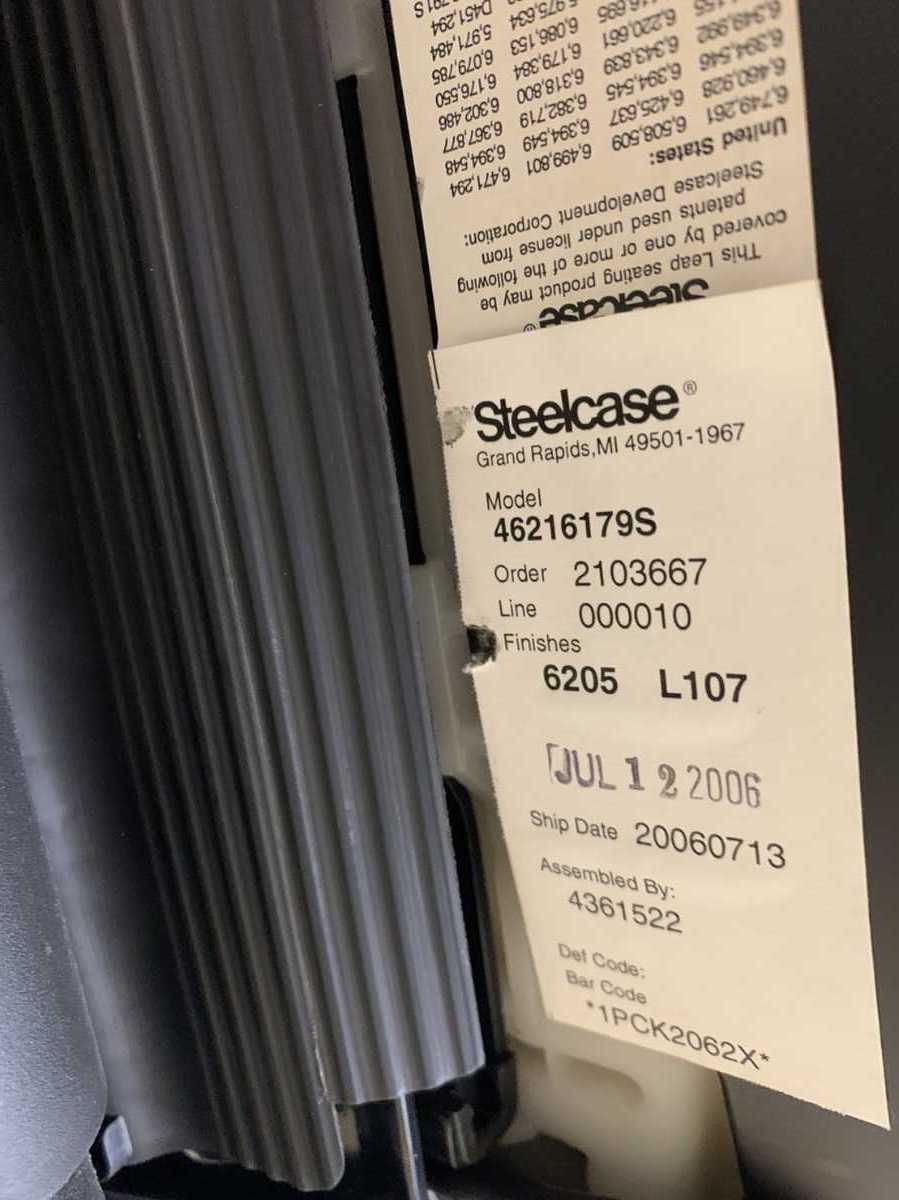 Steelcase®
This Leap seating product may be
covered by one or more of the following
patents used under license from
Steelcase Development Corporation:
United States:
6,749,261 6,508,509 6,499,801 6,471,294
6,460,928 6,425,637 6,394,549 6,394,548
6,394,546 6,394,545 6,382,719 6,367,877
6,349,992 6,343,839 6,318,800 6,302,486
6,220,661 6,179,384 6,176,550
6,086,153 6,079,785
5,975,634 5,971,484
D451,294
Steelcase®
Grand Rapids,MI 49501-1967
Model
46216179S
Order 2103667
Line 000010
Finishes
6205 L107
JUL 12 2006
Ship Date 20060713
Assembled By:
4361522
Def Code:
Bar Code
*1PCK2062X*